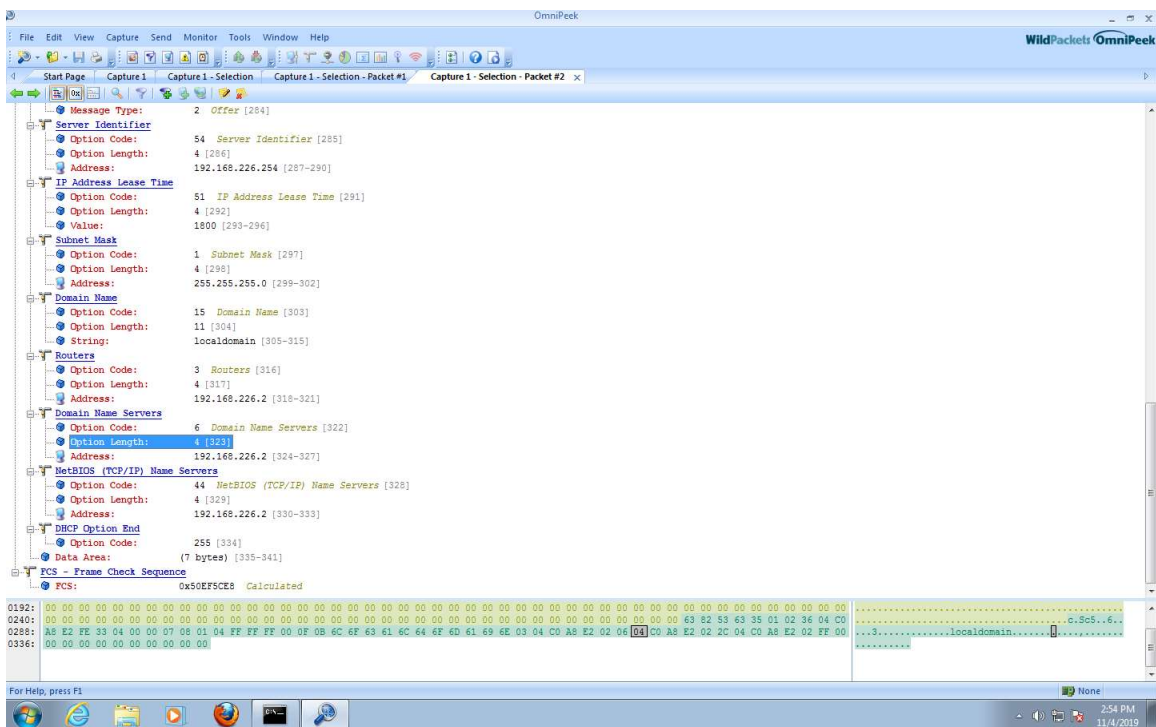 OmniPeek
File Edit View Capture Send Monitor Tools Window Help
WildPackets OmniPeek
Start Page Capture 1 Capture 1 - Selection Capture 1 - Selection - Packet #1 Capture 1 - Selection - Packet #2
Message Type: 2 Offer [284]
Server Identifier
Option Code: 54 Server Identifier [285]
Option Length: 4 [286]
Address: 192.168.226.254 [287-290]
IP Address Lease Time
Option Code: 51 IP Address Lease Time [291]
Option Length: 4 [292]
Value: 1800 [293-296]
Subnet Mask
Option Code: 1 Subnet Mask [297]
Option Length: 4 [298]
Address: 255.255.255.0 [299-302]
Domain Name
Option Code: 15 Domain Name [303]
Option Length: 11 [304]
String: localdomain [305-315]
Routers
Option Code: 3 Routers [316]
Option Length: 4 [317]
Address: 192.168.226.2 [318-321]
Domain Name Servers
Option Code: 6 Domain Name Servers [322]
Option Length: 4 [323]
Address: 192.168.226.2 [324-327]
NetBIOS (TCP/IP) Name Servers
Option Code: 44 NetBIOS (TCP/IP) Name Servers [328]
Option Length: 4 [329]
Address: 192.168.226.2 [330-333]
DHCP Option End
Option Code: 255 [334]
Data Area: (7 bytes) [335-341]
FCS - Frame Check Sequence
FCS: 0x50EF5CE8 Calculated
0192: 00 00 00 00 00 00 00 00 00 00 00 00 00 00 00 00 00 00 00 00 00 00 00 00 00 00 00 00 00 00 00 00 00 00 00 00 00 00 00 00 00 00 00 00 00 00 00 00 ................................................
0240: 00 00 00 00 00 00 00 00 00 00 00 00 00 00 00 00 00 00 00 00 00 00 00 00 00 00 00 00 00 00 00 00 00 00 00 00 00 00 63 82 53 63 35 01 02 36 04 C0 ......................................c.Sc5..6..
0288: A8 E2 FE 33 04 00 00 07 08 01 04 FF FF FF 00 0F 0B 6C 6F 63 61 6C 64 6F 6D 61 69 6E 03 04 C0 A8 E2 02 06 04 C0 A8 E2 02 2C 04 C0 A8 E2 02 FF 00 ...3.............localdomain............,.......
0336: 00 00 00 00 00 00 00 00 00 00 ..........
For Help, press F1
None
2:54 PM
11/4/2019